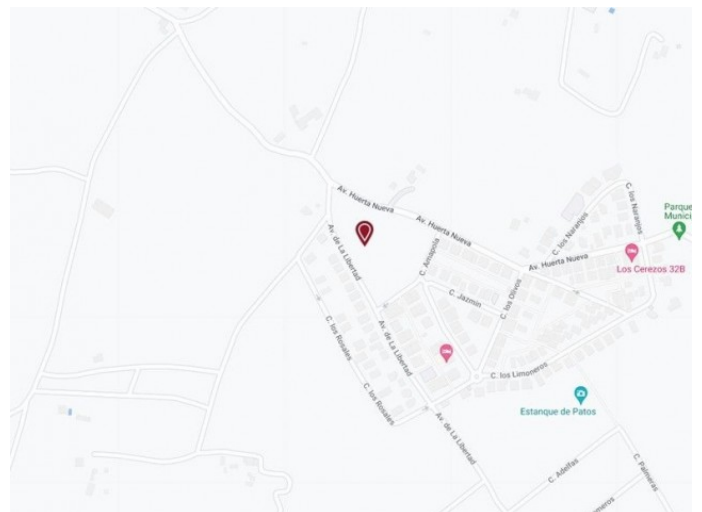 Av. Huerta Nueva
Av. Huerta Nueva
C. los Naranjos
C. los Naranjos
Parque
Munici
Av. de La Libertad
C. Amapola
Av. Huerta Nueva
Los Cerezos 32B
C. Jazmín
C. los Olivos
C. los Rosales
Av. de La Libertad
C. los Limoneros
C. los Rosales
Estanque de Patos
Av. de La Libertad
C. Adelfas
C. Palmeras